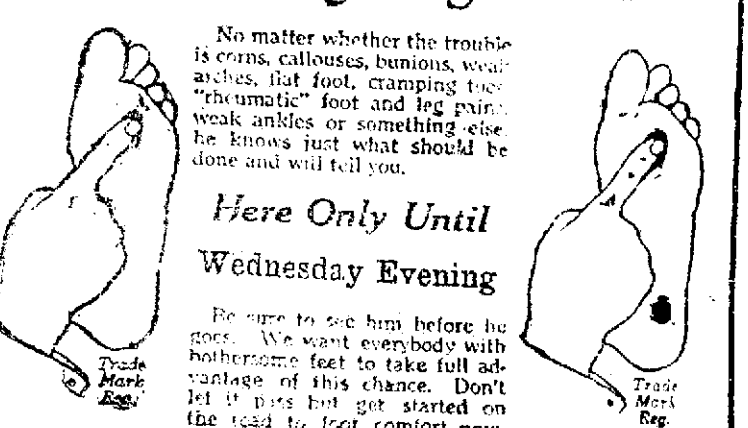 No matter whether the trouble
is corns, callouses, bunions, weak
arches, flat foot, cramping toes
"rheumatic" foot and leg pains
weak ankles or something else.
he knows just what should be
done and will tell you.
Here Only Until
Wednesday Evening
Be sure to see him before he
goes. We want everybody with
bothersome feet to take full ad-
vantage of this chance. Don't
let it pass but get started on
the road to foot comfort now
Trade
Mark
Reg.
Trade
Mark
Reg.